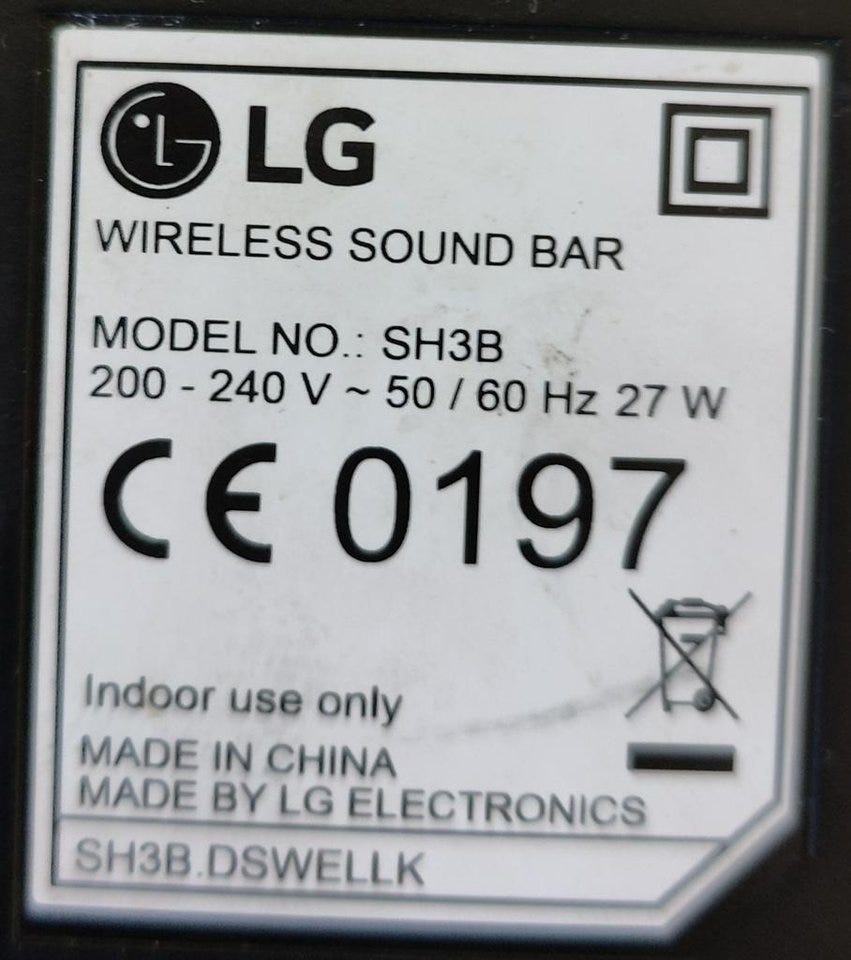 LG
WIRELESS SOUND BAR
MODEL NO.: SH3B
200 - 240 V ~ 50 / 60 Hz 27 W
CE 0197
Indoor use only
MADE IN CHINA
MADE BY LG ELECTRONICS
SH3B.DSWELLK